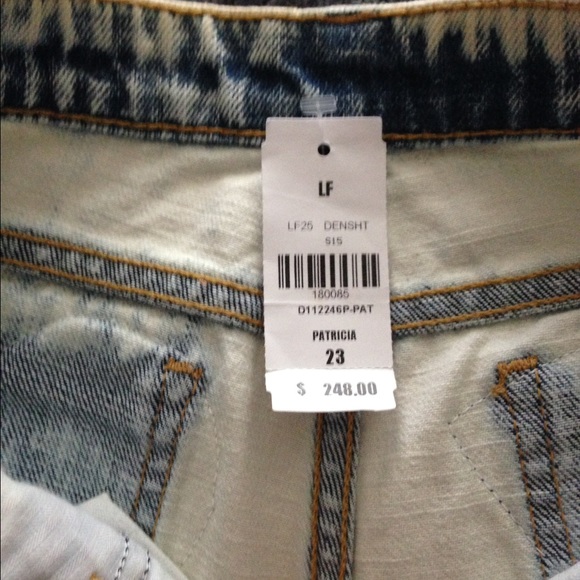 LF
LF25 DENSHT
S15
180085
D112246P-PAT
PATRICIA
23
$ 248.00